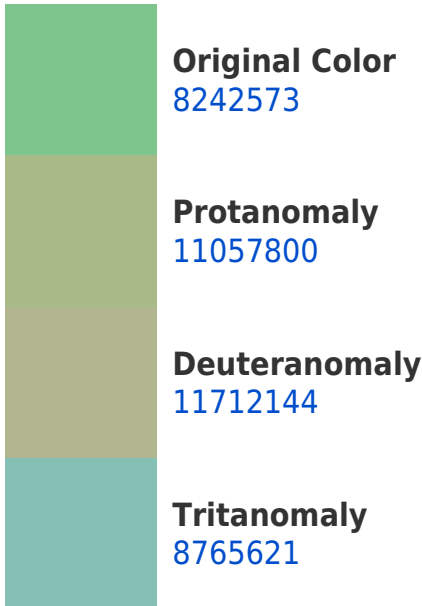 Original Color
8242573
Protanomaly
11057800
Deuteranomaly
11712144
Tritanomaly
8765621